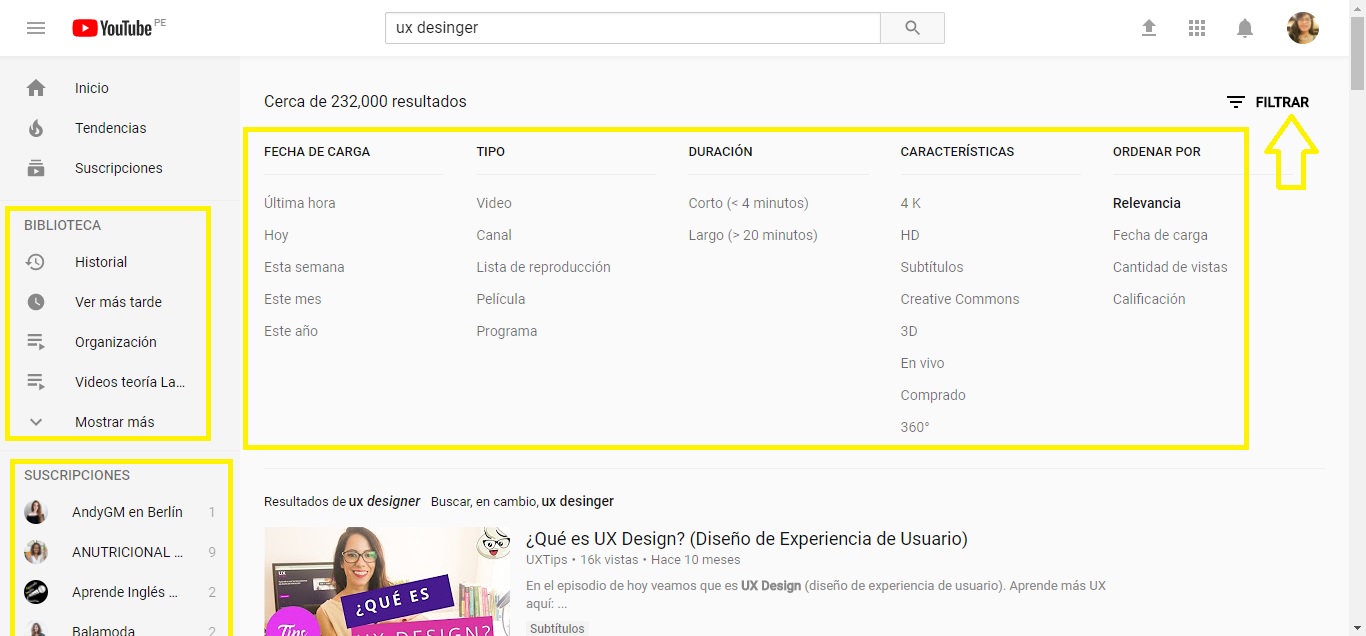 YouTube PE
ux desinger
Inicio
Tendencias
Suscripciones
BIBLIOTECA
Historial
Ver más tarde
Organización
Videos teoría La...
Mostrar más
SUSCRIPCIONES
AndyGM en Berlín 1
ANUTRICIONAL ... 9
Aprende Inglés ... 2
Balamoda 2
Cerca de 232,000 resultados
FILTRAR
FECHA DE CARGA
Última hora
Hoy
Esta semana
Este mes
Este año
TIPO
Video
Canal
Lista de reproducción
Película
Programa
DURACIÓN
Corto (< 4 minutos)
Largo (> 20 minutos)
CARACTERÍSTICAS
4 K
HD
Subtítulos
Creative Commons
3D
En vivo
Comprado
360°
ORDENAR POR
Relevancia
Fecha de carga
Cantidad de vistas
Calificación
Resultados de ux designer Buscar, en cambio, ux desinger
UX
¿QUÉ ES
UX DESIGN?
Tips
¿Qué es UX Design? (Diseño de Experiencia de Usuario)
UXTips • 16k vistas • Hace 10 meses
En el episodio de hoy veamos que es UX Design (diseño de experiencia de usuario). Aprende más UX
aquí: ...
Subtítulos